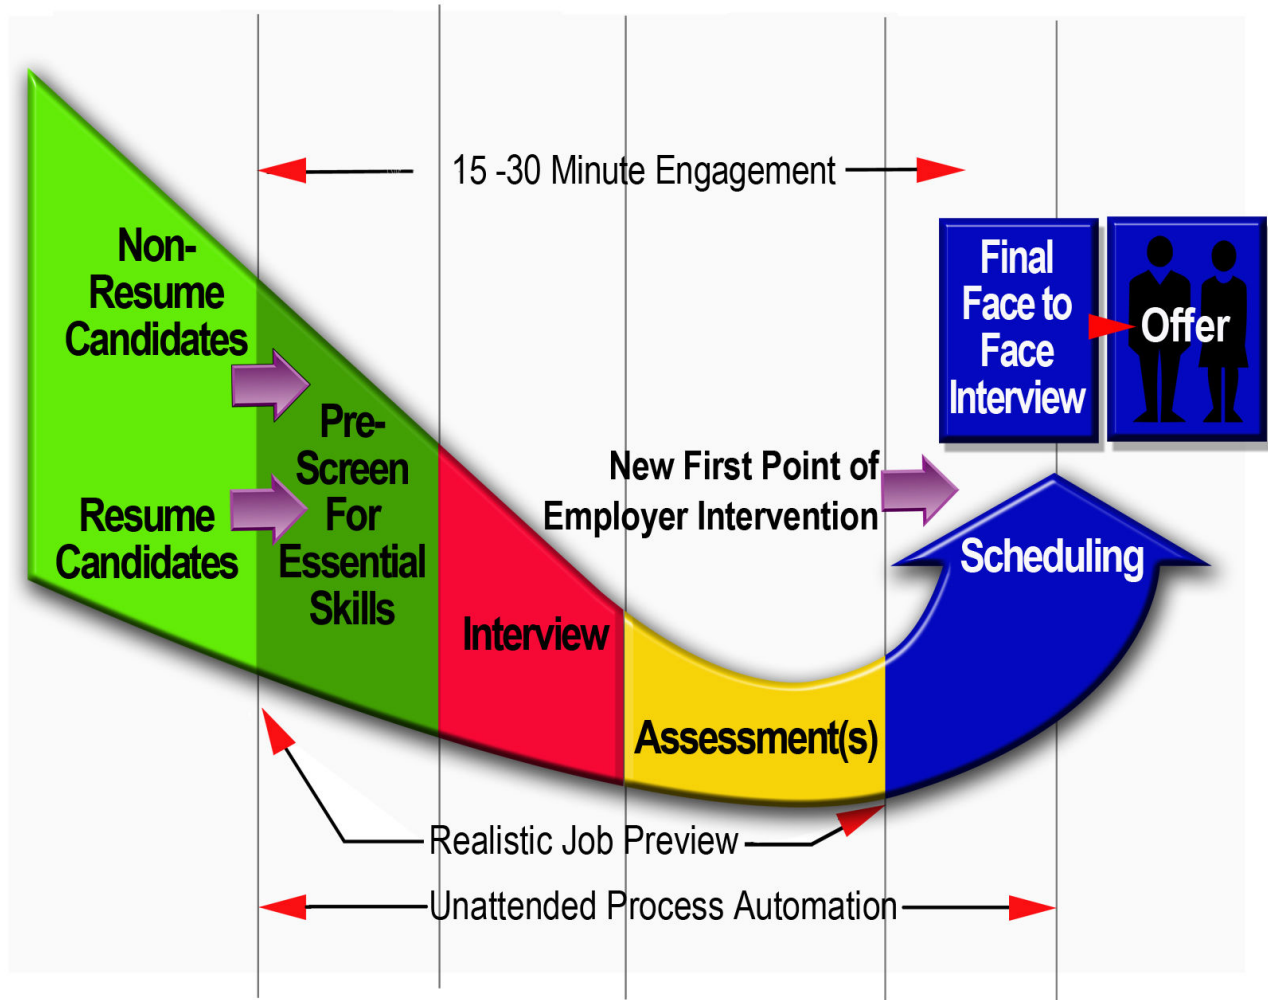 15 -30 Minute Engagement
Non-
Resume
Candidates
Resume
Candidates
Pre-
Screen
For
Essential
Skills
Interview
Assessment(s)
New First Point of
Employer Intervention
Scheduling
Final
Face to
Face
Interview
Offer
Realistic Job Preview
Unattended Process Automation